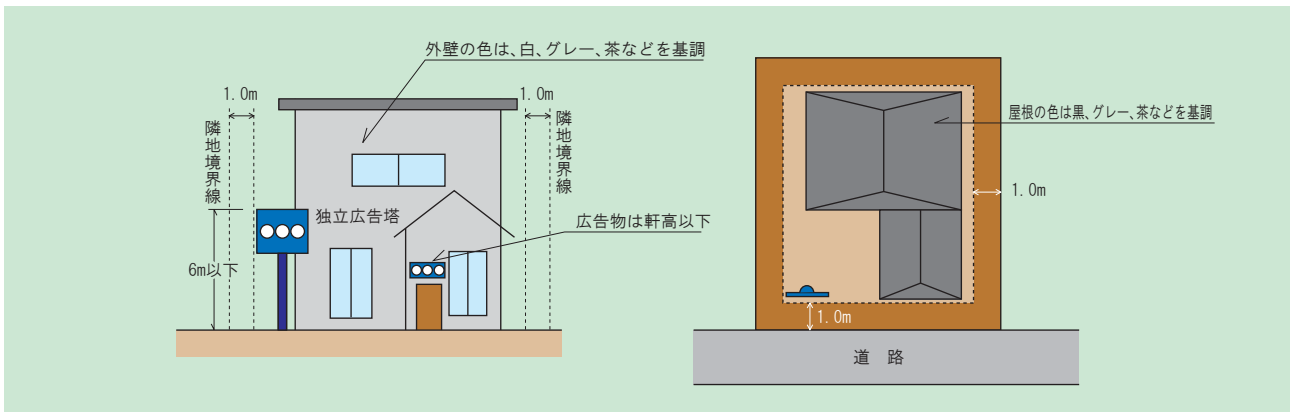 外壁の色は、白、グレー、茶などを基調
1.0m
1.0m
隣地境界線
隣地境界線
独立広告塔
広告物は軒高以下
6m以下
屋根の色は黒、グレー、茶などを基調
1.0m
1.0m
道 路